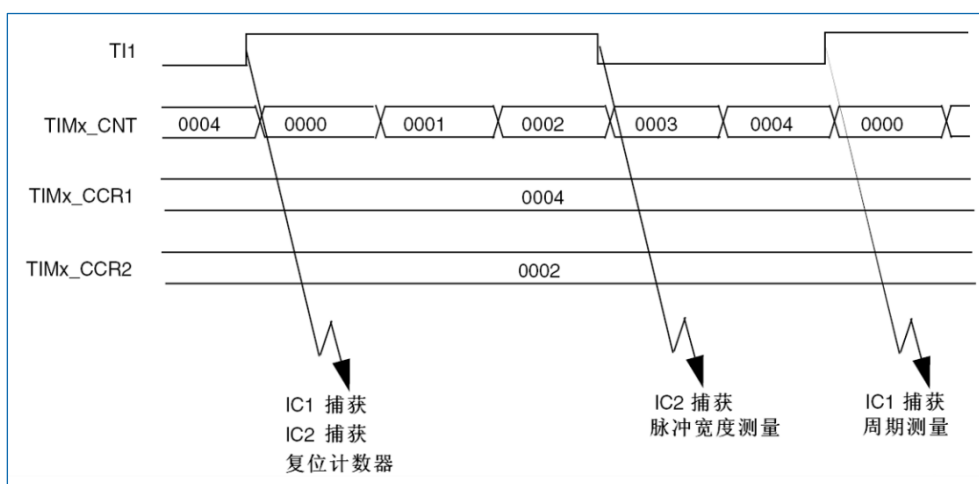 TI1
TIMx_CNT 0004 0000 0001 0002 0003 0004 0000
TIMx_CCR1 0004
TIMx_CCR2 0002
IC1 捕获
IC2 捕获
复位计数器
IC2 捕获
脉冲宽度测量
IC1 捕获
周期测量